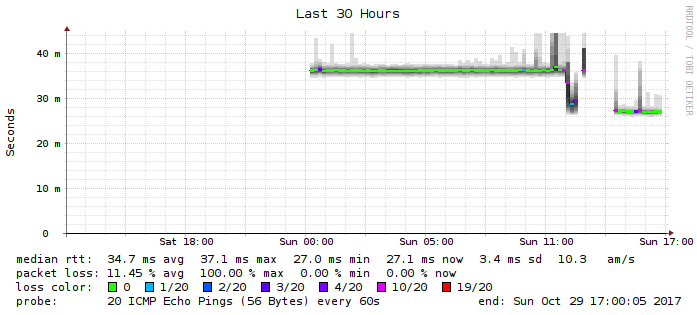 Last 30 Hours
RRDTOOL / TOBI OETIKER
Seconds
40 m
30 m
20 m
10 m
0
Sat 18:00 Sun 00:00 Sun 05:00 Sun 11:00 Sun 17:00
median rtt: 34.7 ms avg 37.1 ms max 27.0 ms min 27.1 ms now 3.4 ms sd 10.3 am/s
packet loss: 11.45 % avg 100.00 % max 0.00 % min 0.00 % now
loss color: 0 1/20 2/20 3/20 4/20 10/20 19/20
probe: 20 ICMP Echo Pings (56 Bytes) every 60s end: Sun Oct 29 17:00:05 2017